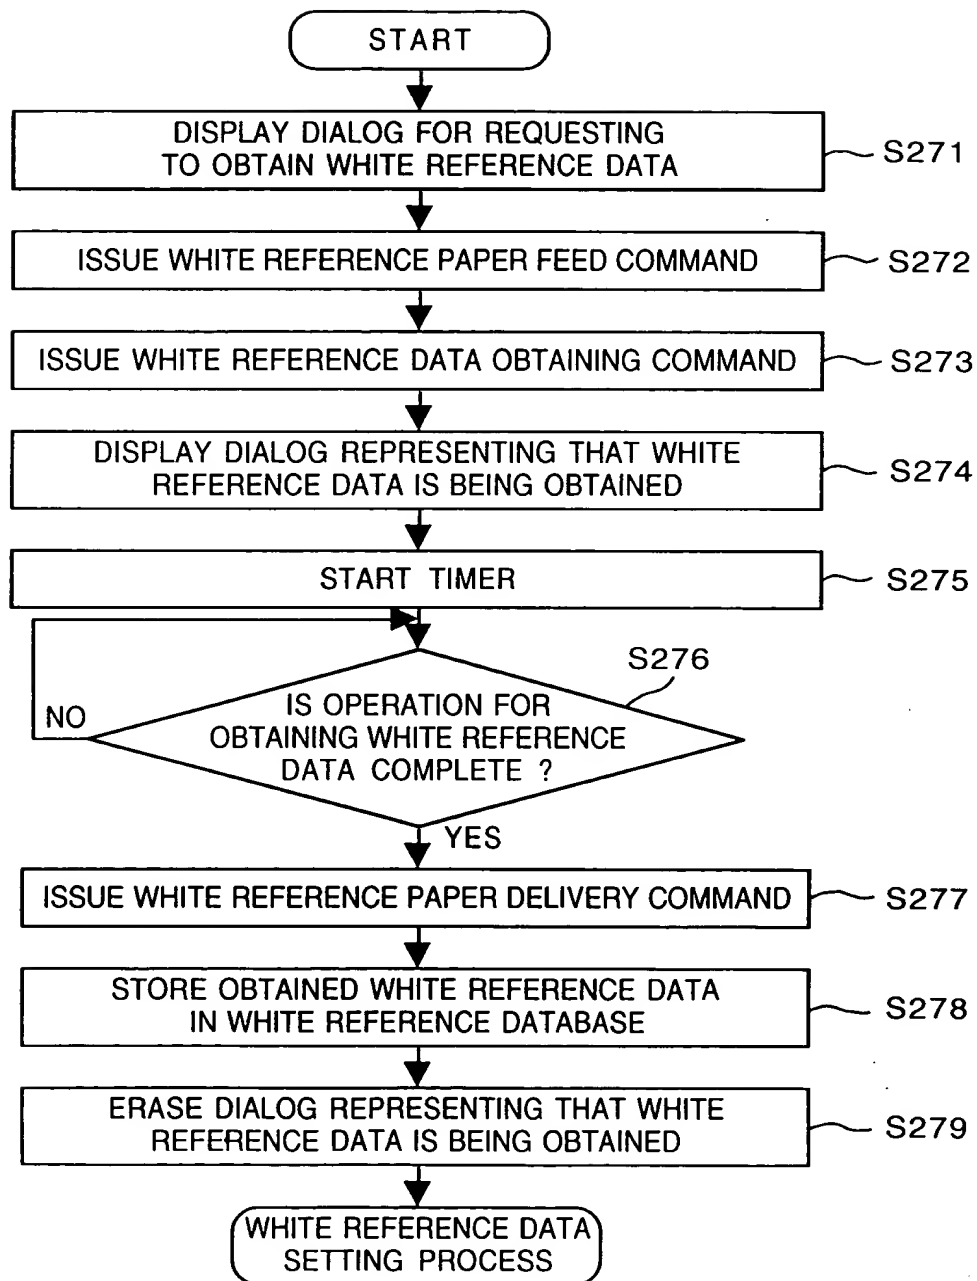 START
DISPLAY DIALOG FOR REQUESTING
TO OBTAIN WHITE REFERENCE DATA
S271
ISSUE WHITE REFERENCE PAPER FEED COMMAND
S272
ISSUE WHITE REFERENCE DATA OBTAINING COMMAND
S273
DISPLAY DIALOG REPRESENTING THAT WHITE
REFERENCE DATA IS BEING OBTAINED
S274
START TIMER
S275
S276
IS OPERATION FOR
OBTAINING WHITE REFERENCE
DATA COMPLETE ?
NO
YES
ISSUE WHITE REFERENCE PAPER DELIVERY COMMAND
S277
STORE OBTAINED WHITE REFERENCE DATA
IN WHITE REFERENCE DATABASE
S278
ERASE DIALOG REPRESENTING THAT WHITE
REFERENCE DATA IS BEING OBTAINED
S279
WHITE REFERENCE DATA
SETTING PROCESS